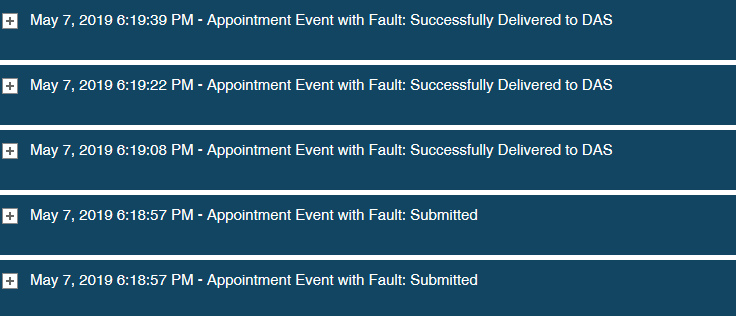 May 7, 2019 6:19:39 PM - Appointment Event with Fault: Successfully Delivered to DAS
May 7, 2019 6:19:22 PM - Appointment Event with Fault: Successfully Delivered to DAS
May 7, 2019 6:19:08 PM - Appointment Event with Fault: Successfully Delivered to DAS
May 7, 2019 6:18:57 PM - Appointment Event with Fault: Submitted
May 7, 2019 6:18:57 PM - Appointment Event with Fault: Submitted